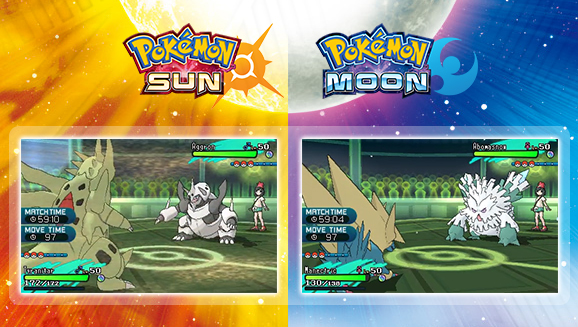 POKÉMON
SUN
POKÉMON
MOON
Aggron 50
MATCH TIME
59:10
MOVE TIME
97
Tyranitar 50
172/172
Abomasnow 50
MATCH TIME
59:04
MOVE TIME
97
Manectric 50
130/130